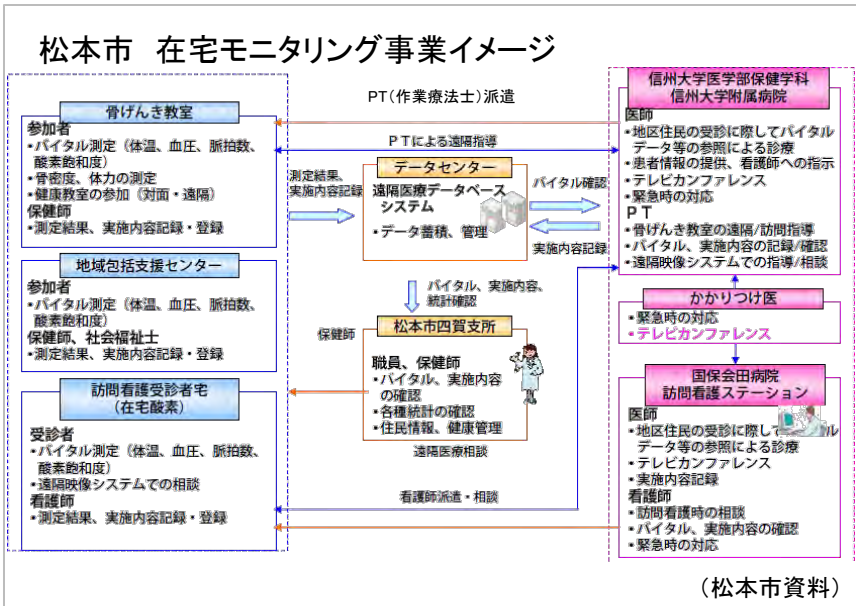 松本市　在宅モニタリング事業イメージ
骨げんき教室
参加者
・バイタル測定（体温、血圧、脈拍数、
酸素飽和度）
・骨密度、体力の測定
・健康教室の参加（対面・遠隔）
保健師
・測定結果、実施内容記録・登録
地域包括支援センター
参加者
・バイタル測定（体温、血圧、脈拍数、
酸素飽和度）
保健師、社会福祉士
・測定結果、実施内容記録・登録
訪問看護受診者宅
（在宅酸素）
受診者
・バイタル測定（体温、血圧、脈拍数、
酸素飽和度）
・遠隔映像システムでの相談
看護師
・測定結果、実施内容記録・登録
PT（作業療法士）派遣
ＰＴによる遠隔指導
測定結果、
実施内容記録
データセンター
遠隔医療データベース
システム
・データ蓄積、管理
バイタル確認
実施内容記録
バイタル、実施内容、
統計確認
保健師
松本市四賀支所
職員、保健師
・バイタル、実施内容
の確認
・各種統計の確認
・住民情報、健康管理
遠隔医療相談
看護師派遣・相談
信州大学医学部保健学科
信州大学附属病院
医師
・地区住民の受診に際してバイタル
データ等の参照による診療
・患者情報の提供、看護師への指示
・テレビカンファレンス
・緊急時の対応
ＰＴ
・骨げんき教室の遠隔/訪問指導
・バイタル、実施内容の記録/確認
・遠隔映像システムでの指導/相談
かかりつけ医
・緊急時の対応
・テレビカンファレンス
国保会田病院
訪問看護ステーション
医師
・地区住民の受診に際して ル
データ等の参照による診療
・テレビカンファレンス
・実施内容記録
看護師
・訪問看護時の相談
・バイタル、実施内容の確認
・緊急時の対応
（松本市資料）